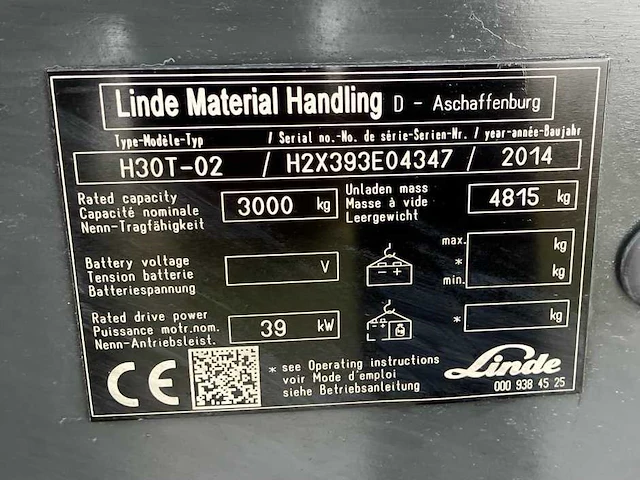 Linde Material Handling D - Aschaffenburg
Type-Modèle-Typ / Serial no.-No. de série-Serien-Nr. / year-année-Baujahr
H30T-02 / H2X393E04347 / 2014
Rated capacity
Capacité nominale
Nenn-Tragfähigkeit
3000 kg
Unladen mass
Masse à vide
Leergewicht
4815 kg
Battery voltage
Tension batterie
Batteriespannung
V
max. kg
*
min. kg
Rated drive power
Puissance motr.nom.
Nenn-Antriebsleist.
39 kW
* kg
CE
* see Operating instructions
voir Mode d'emploi
siehe Betriebsanleitung
Linde
000 938 45 25